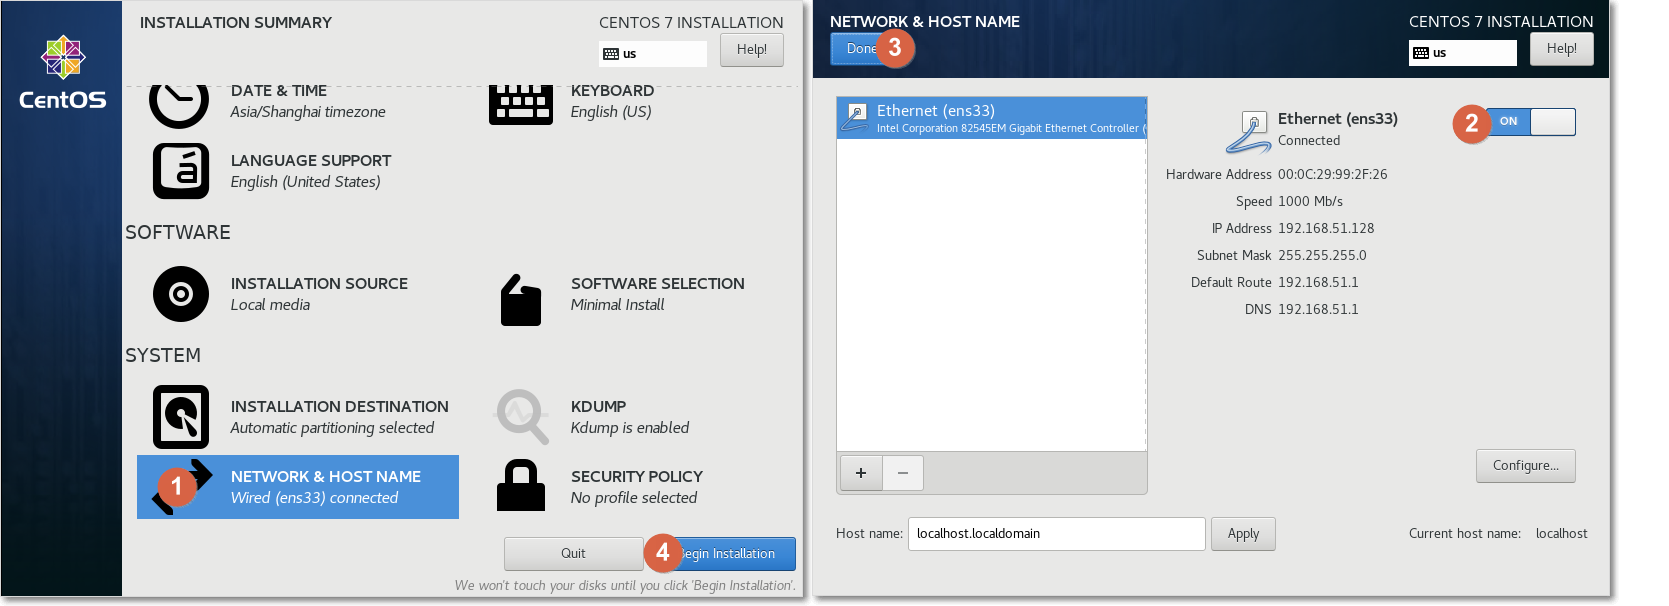 INSTALLATION SUMMARY
CENTOS 7 INSTALLATION
us
Help!
CentOS
DATE & TIME
Asia/Shanghai timezone
KEYBOARD
English (US)
á
LANGUAGE SUPPORT
English (United States)
SOFTWARE
INSTALLATION SOURCE
Local media
SOFTWARE SELECTION
Minimal Install
SYSTEM
INSTALLATION DESTINATION
Automatic partitioning selected
KDUMP
Kdump is enabled
1
NETWORK & HOST NAME
Wired (ens33) connected
SECURITY POLICY
No profile selected
Quit
4
egin Installation
We won't touch your disks until you click 'Begin Installation'.
NETWORK & HOST NAME
CENTOS 7 INSTALLATION
Done
3
us
Help!
Ethernet (ens33)
Intel Corporation 82545EM Gigabit Ethernet Controller (
Ethernet (ens33)
Connected
2
ON
Hardware Address 00:0C:29:99:2F:26
Speed 1000 Mb/s
IP Address 192.168.51.128
Subnet Mask 255.255.255.0
Default Route 192.168.51.1
DNS 192.168.51.1
+ −
Configure...
Host name: localhost.localdomain Apply
Current host name: localhost